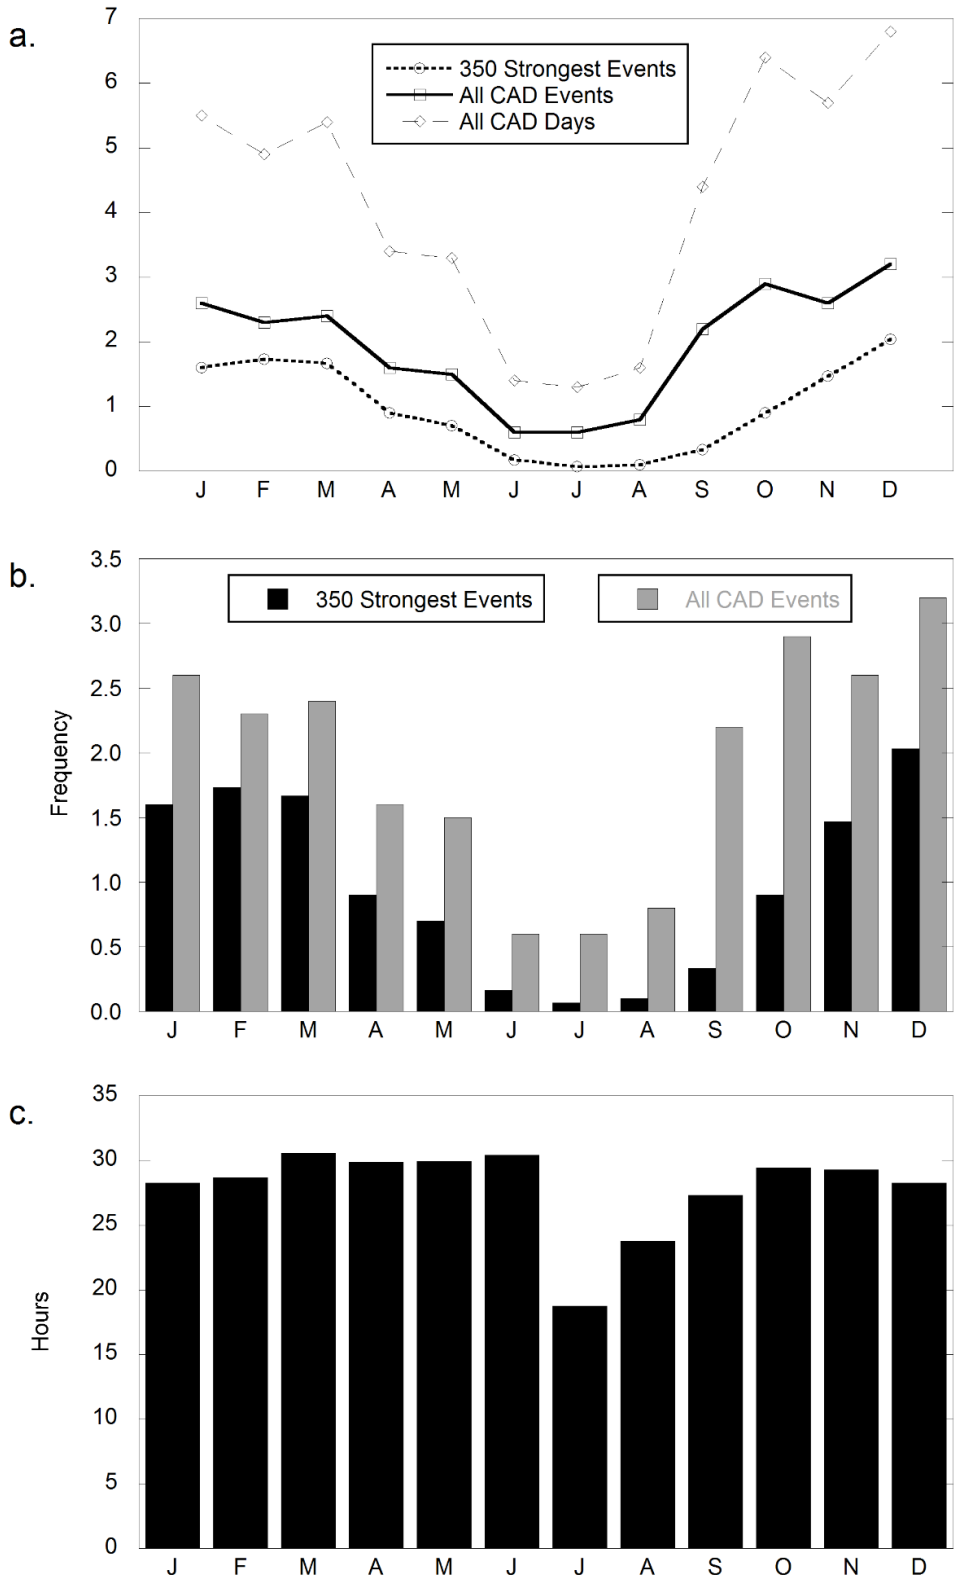 a.
7
6
5
4
3
2
1
0
350 Strongest Events
All CAD Events
All CAD Days
J F M A M J J A S O N D
b.
3.5
3.0
2.5
2.0
1.5
1.0
0.5
0.0
Frequency
350 Strongest Events
All CAD Events
J F M A M J J A S O N D
c.
35
30
25
20
15
10
5
0
Hours
J F M A M J J A S O N D